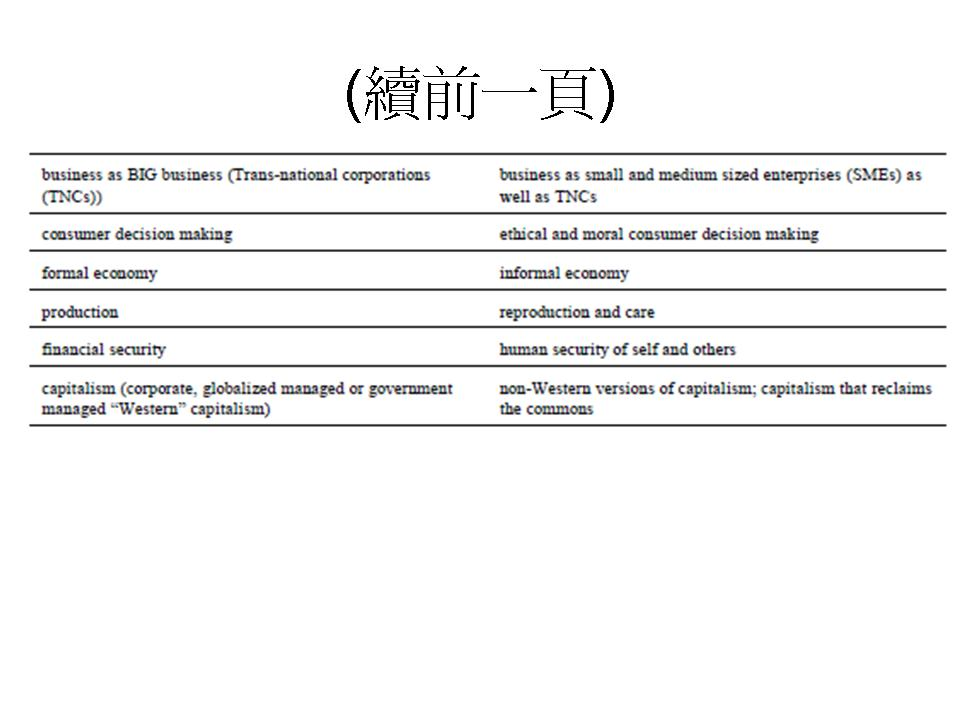 (續前一頁)
business as BIG business (Trans-national corporations
(TNCs))
business as small and medium sized enterprises (SMEs) as
well as TNCs
consumer decision making
ethical and moral consumer decision making
formal economy
informal economy
production
reproduction and care
financial security
human security of self and others
capitalism (corporate, globalized managed or government
managed “Western” capitalism)
non-Western versions of capitalism; capitalism that reclaims
the commons